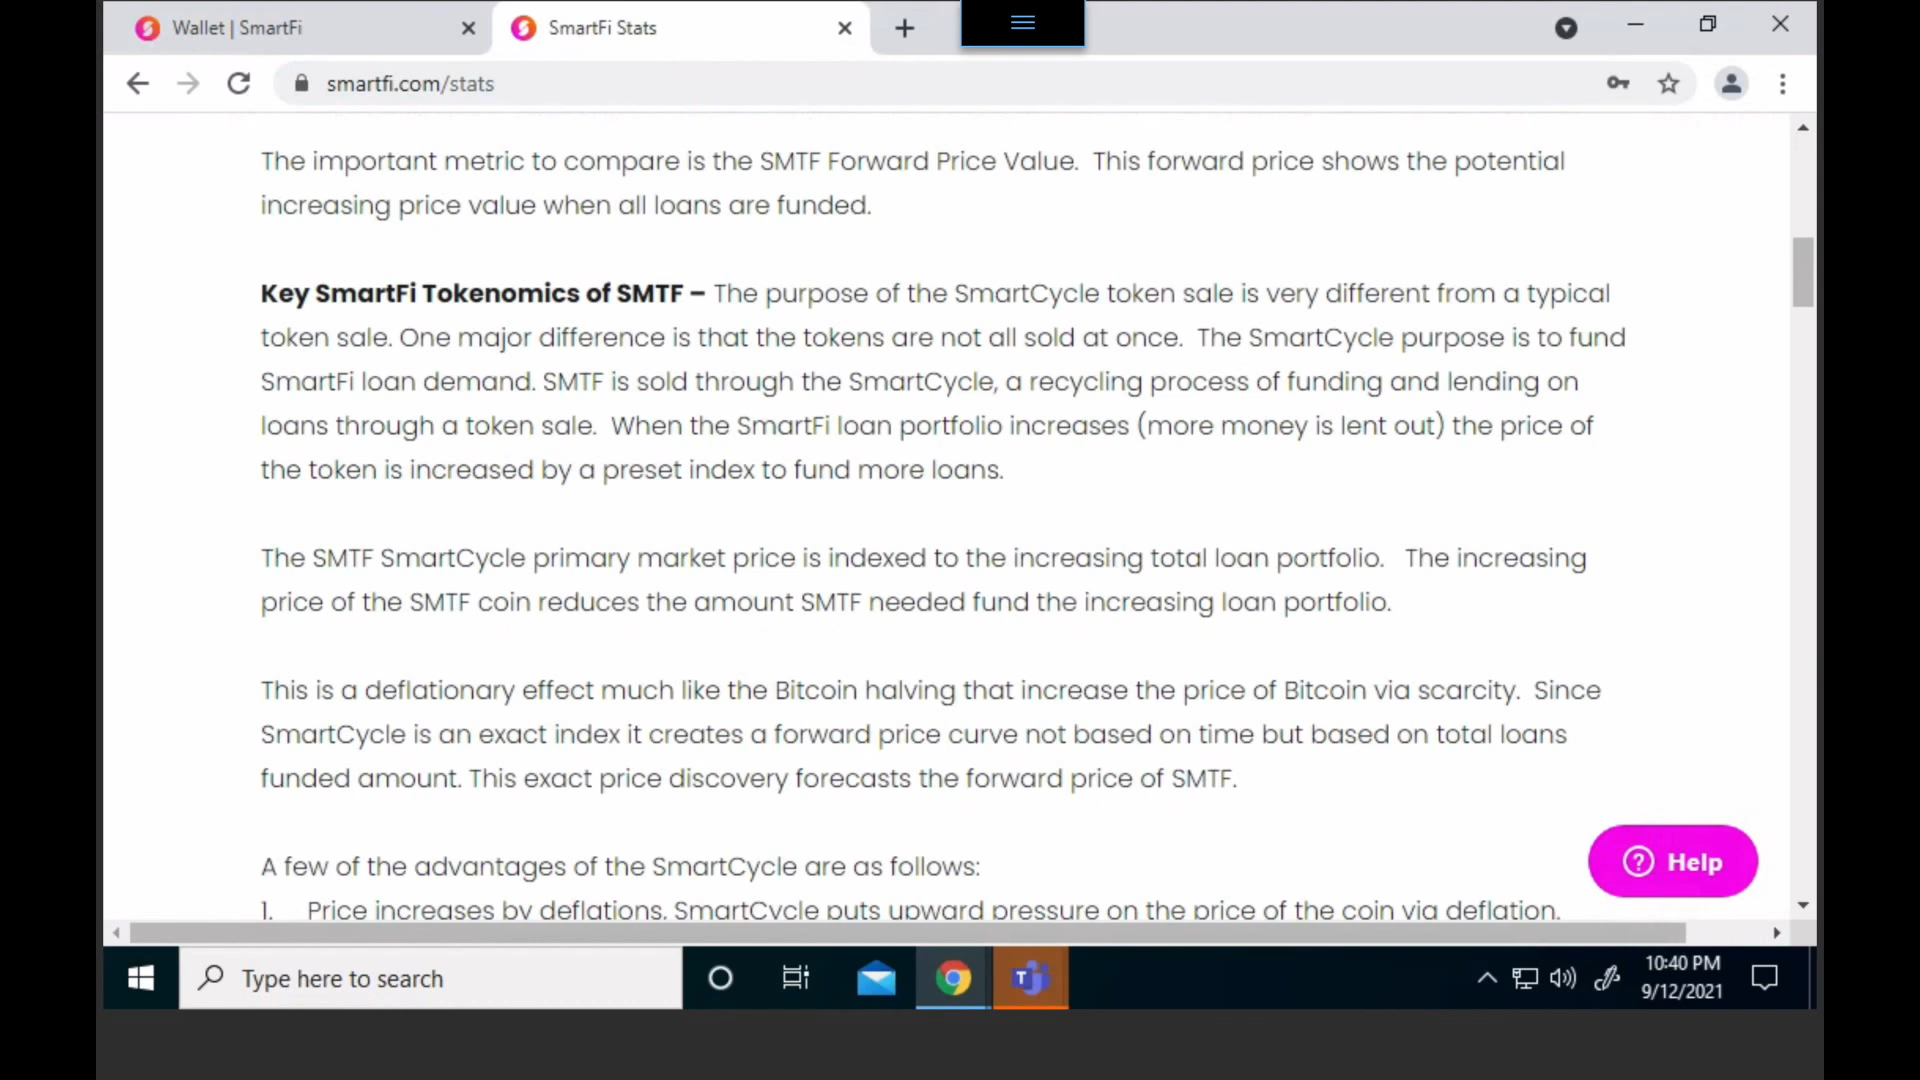 Wallet | SmartFi
SmartFi Stats
smartfi.com/stats
The important metric to compare is the SMTF Forward Price Value.  This forward price shows the potential
increasing price value when all loans are funded.
Key SmartFi Tokenomics of SMTF – The purpose of the SmartCycle token sale is very different from a typical
token sale. One major difference is that the tokens are not all sold at once.  The SmartCycle purpose is to fund
SmartFi loan demand. SMTF is sold through the SmartCycle, a recycling process of funding and lending on
loans through a token sale.  When the SmartFi loan portfolio increases (more money is lent out) the price of
the token is increased by a preset index to fund more loans.
The SMTF SmartCycle primary market price is indexed to the increasing total loan portfolio.   The increasing
price of the SMTF coin reduces the amount SMTF needed fund the increasing loan portfolio.
This is a deflationary effect much like the Bitcoin halving that increase the price of Bitcoin via scarcity.  Since
SmartCycle is an exact index it creates a forward price curve not based on time but based on total loans
funded amount. This exact price discovery forecasts the forward price of SMTF.
A few of the advantages of the SmartCycle are as follows:
1.    Price increases by deflations. SmartCycle puts upward pressure on the price of the coin via deflation.
Help
Type here to search
10:40 PM
9/12/2021